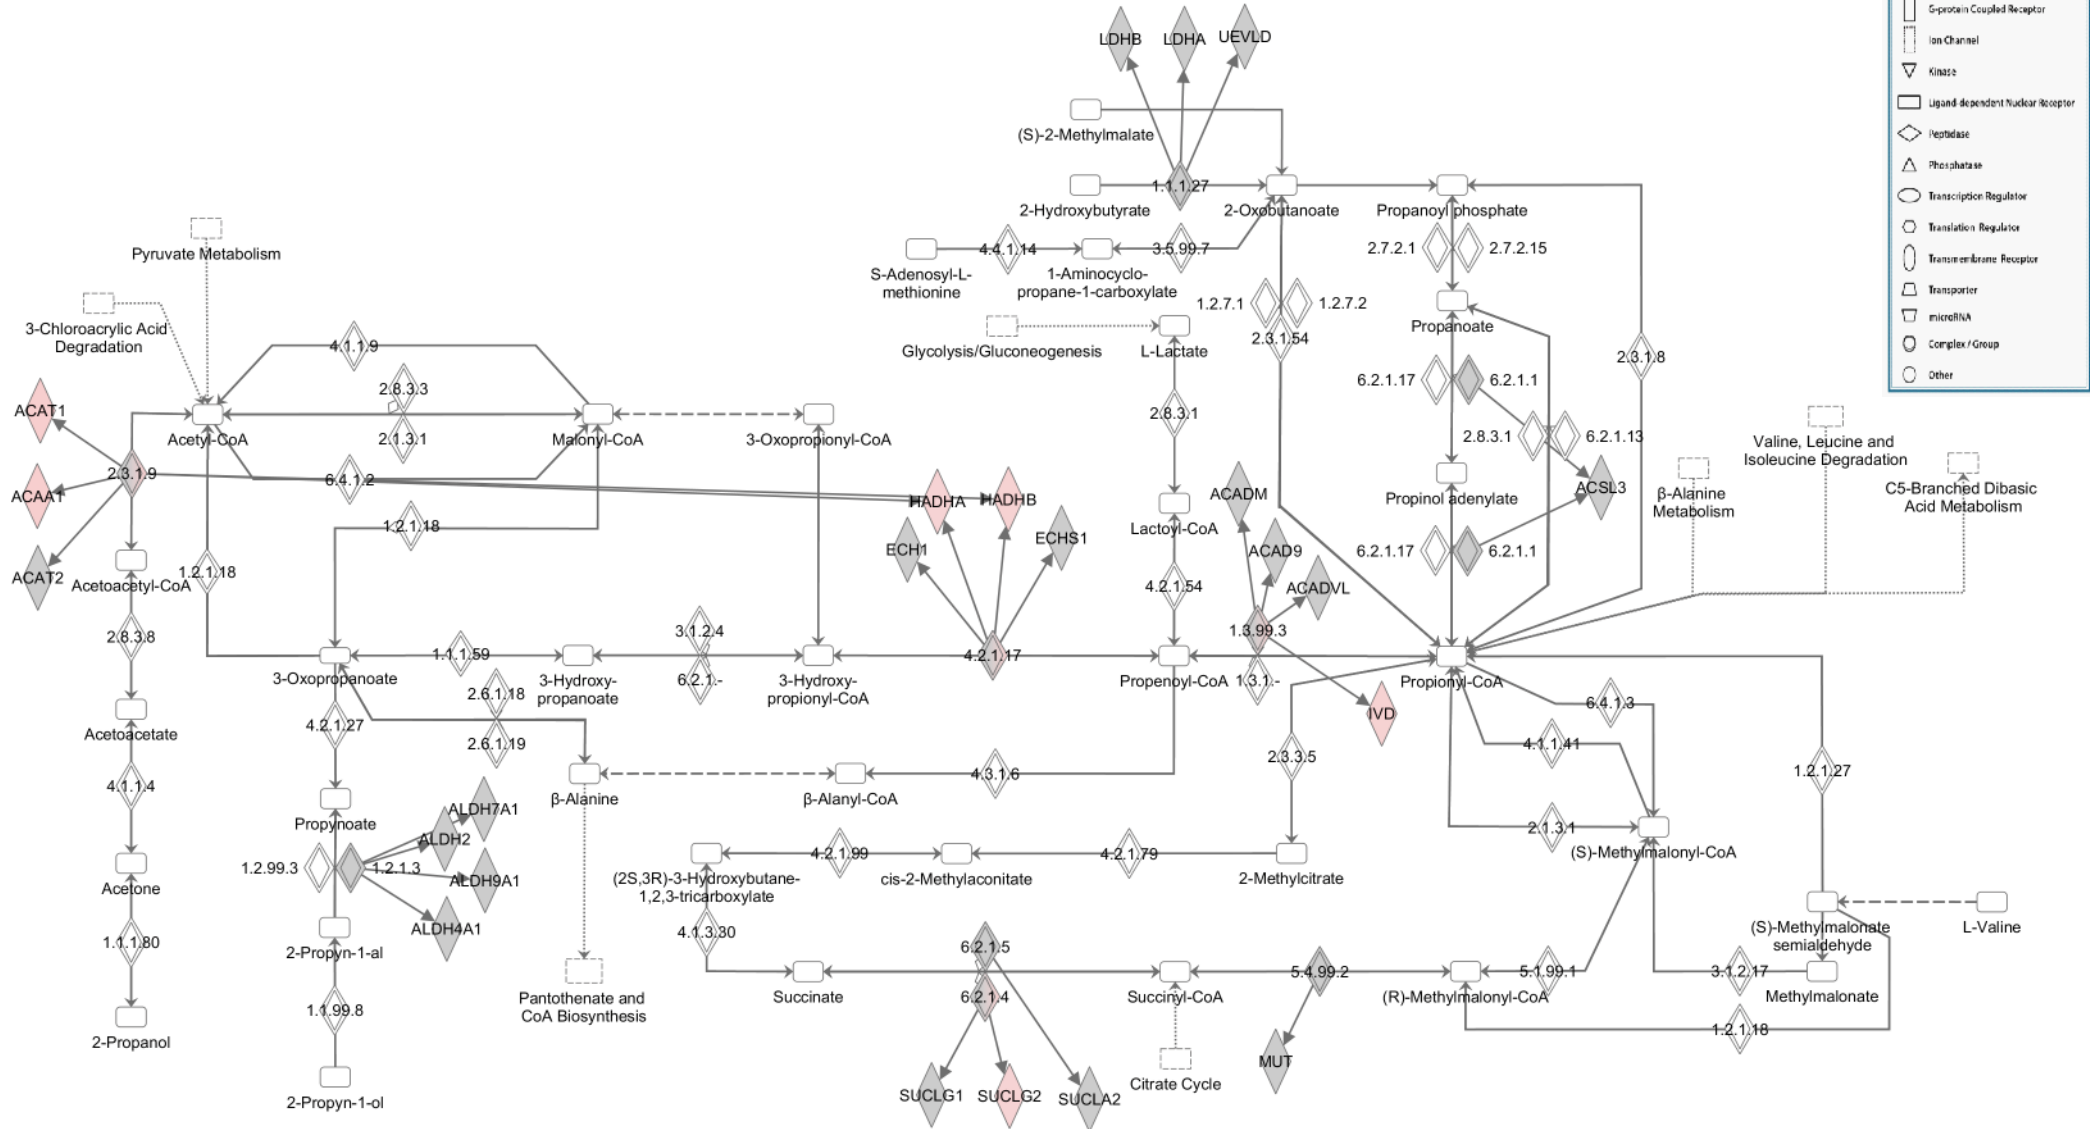 G-protein Coupled Receptor
Ion Channel
Kinase
Ligand-dependent Nuclear Receptor
Peptidase
Phosphatase
Transcription Regulator
Translation Regulator
Transmembrane Receptor
Transporter
microRNA
Complex / Group
Other
LDHB
LDHA
UEVLD
(S)-2-Methylmalate
1.1.1.27
2-Hydroxybutyrate
2-Oxobutanoate
Propanoyl phosphate
4.4.1.14
3.5.99.7
2.7.2.1
2.7.2.15
S-Adenosyl-L-
methionine
1-Aminocyclo-
propane-1-carboxylate
Pyruvate Metabolism
1.2.7.1
1.2.7.2
2.3.1.54
Propanoate
3-Chloroacrylic Acid
Degradation
Glycolysis/Gluconeogenesis
L-Lactate
4.1.1.9
2.3.1.8
2.8.3.3
6.2.1.17
6.2.1.1
ACAT1
Acetyl-CoA
2.1.3.1
Malonyl-CoA
3-Oxopropionyl-CoA
2.8.3.1
2.8.3.1
6.2.1.13
Valine, Leucine and
Isoleucine Degradation
2.3.1.9
6.4.1.2
ACAA1
HADHA
HADHB
ACADM
Propinol adenylate
ACSL3
β-Alanine
Metabolism
C5-Branched Dibasic
Acid Metabolism
1.2.1.18
Lactoyl-CoA
ECH1
ECHS1
ACAD9
6.2.1.17
6.2.1.1
ACAT2
Acetoacetyl-CoA
1.2.1.18
4.2.1.54
ACADVL
2.8.3.8
3.1.2.4
1.3.99.3
1.1.1.59
4.2.1.17
3-Oxopropanoate
3-Hydroxy-
propanoate
6.2.1.-
3-Hydroxy-
propionyl-CoA
Propenoyl-CoA
1.3.1.-
Propionyl-CoA
2.6.1.18
6.4.1.3
IVD
4.2.1.27
Acetoacetate
2.6.1.19
4.1.1.41
2.3.3.5
1.2.1.27
4.1.1.4
4.3.1.6
β-Alanine
β-Alanyl-CoA
ALDH7A1
Propynoate
ALDH2
2.1.3.1
(S)-Methylmalonyl-CoA
4.2.1.99
4.2.1.79
1.2.99.3
1.2.1.3
ALDH9A1
Acetone
(2S,3R)-3-Hydroxybutane-
1,2,3-tricarboxylate
cis-2-Methylaconitate
2-Methylcitrate
ALDH4A1
(S)-Methylmalonate
semialdehyde
L-Valine
1.1.1.80
2-Propyn-1-al
4.1.3.30
6.2.1.5
5.4.99.2
5.1.99.1
3.1.2.17
Pantothenate and
CoA Biosynthesis
Succinate
6.2.1.4
Succinyl-CoA
(R)-Methylmalonyl-CoA
Methylmalonate
1.1.99.8
1.2.1.18
2-Propanol
MUT
Citrate Cycle
2-Propyn-1-ol
SUCLG1
SUCLG2
SUCLA2